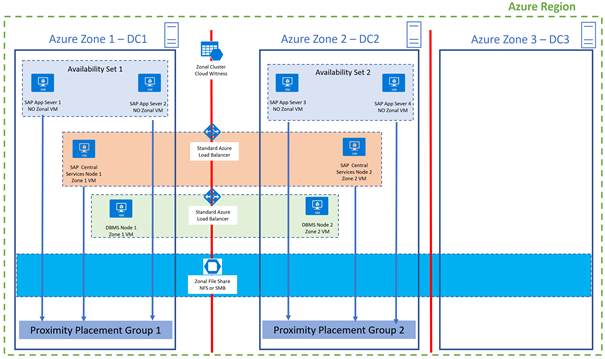 Azure Region
Azure Zone 1 – DC1
Azure Zone 2 – DC2
Azure Zone 3 – DC3
Zonal Cluster
Cloud Witness
Availability Set 1
SAP App Sever 1
NO Zonal VM
SAP App Sever 2
NO Zonal VM
Availability Set 2
SAP App Sever 3
NO Zonal VM
SAP App Sever 4
NO Zonal VM
Standard Azure
Load Balancer
SAP Central
Services Node 1
Zone 1 VM
SAP Central
Services Node 2
Zone 2 VM
Standard Azure
Load Balancer
DBMS Node 1
Zone 1 VM
DBMS Node 2
Zone 2 VM
Zonal File Share
NFS or SMB
Proximity Placement Group 1
Proximity Placement Group 2